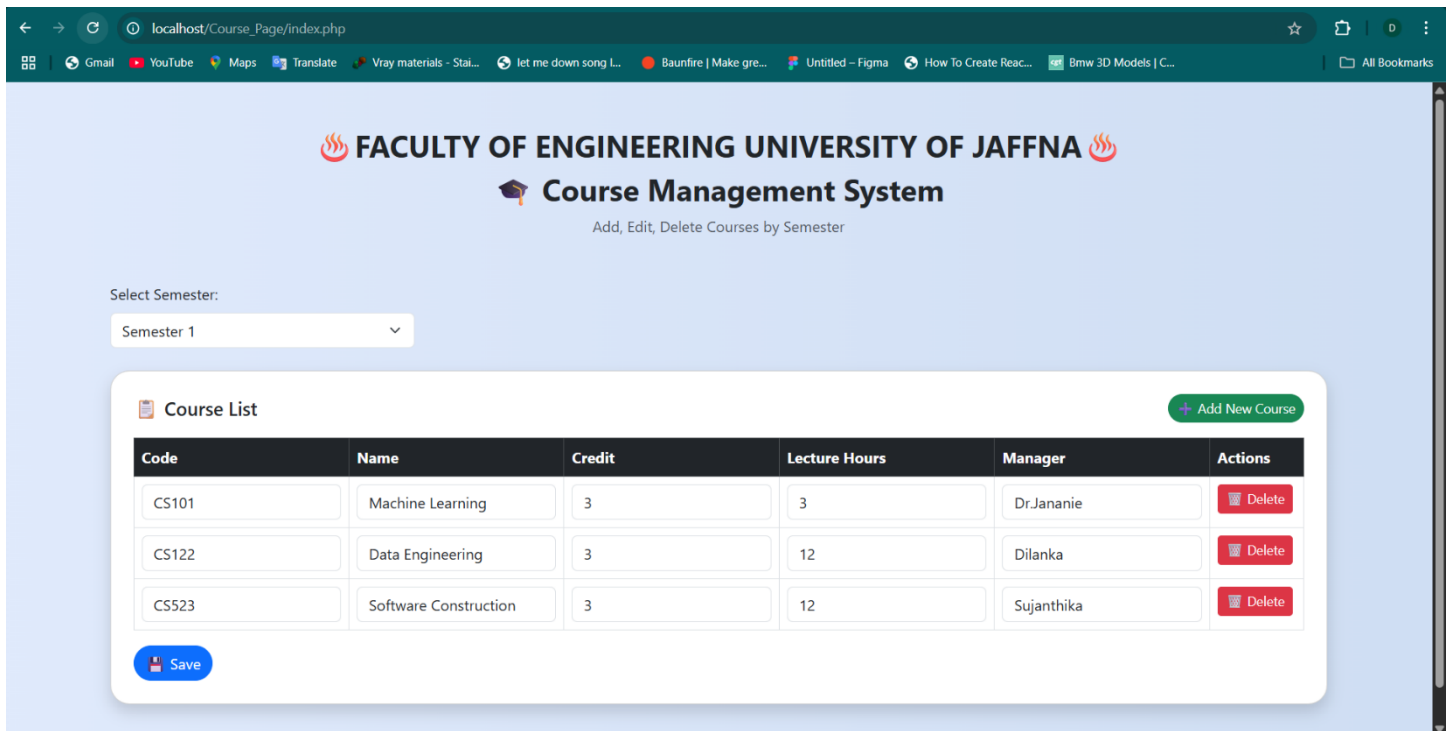 localhost/Course_Page/index.php
D
Gmail YouTube Maps Translate Vray materials - Stai... let me down song l... Baunfire | Make gre... Untitled – Figma How To Create Reac... Bmw 3D Models | C... All Bookmarks
FACULTY OF ENGINEERING UNIVERSITY OF JAFFNA
Course Management System
Add, Edit, Delete Courses by Semester
Select Semester:
Semester 1
Course List
Add New Course
Code Name Credit Lecture Hours Manager Actions
CS101 Machine Learning 3 3 Dr.Jananie Delete
CS122 Data Engineering 3 12 Dilanka Delete
CS523 Software Construction 3 12 Sujanthika Delete
Save